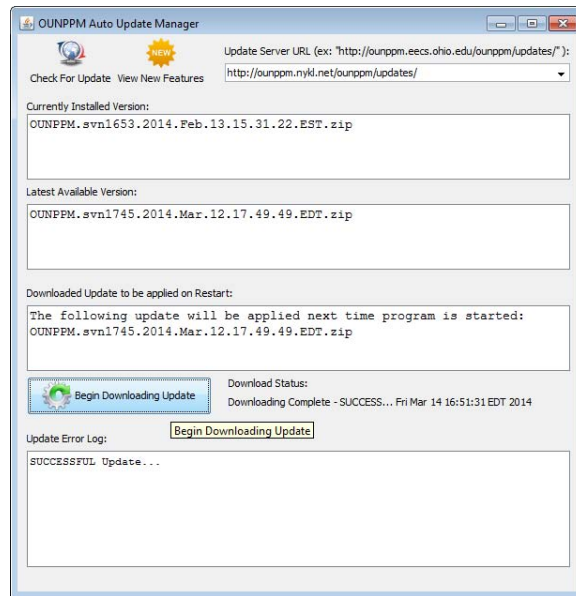 OUNPPM Auto Update Manager
NEW
Update Server URL (ex: "http://ounppm.eecs.ohio.edu/ounppm/updates/" ):
Check For Update View New Features
http://ounppm.nykl.net/ounppm/updates/
Currently Installed Version:
OUNPPM.svn1653.2014.Feb.13.15.31.22.EST.zip
Latest Available Version:
OUNPPM.svn1745.2014.Mar.12.17.49.49.EDT.zip
Downloaded Update to be applied on Restart:
The following update will be applied next time program is started:
OUNPPM.svn1745.2014.Mar.12.17.49.49.EDT.zip
Begin Downloading Update
Download Status:
Downloading Complete - SUCCESS... Fri Mar 14 16:51:31 EDT 2014
Begin Downloading Update
Update Error Log:
SUCCESSFUL Update...